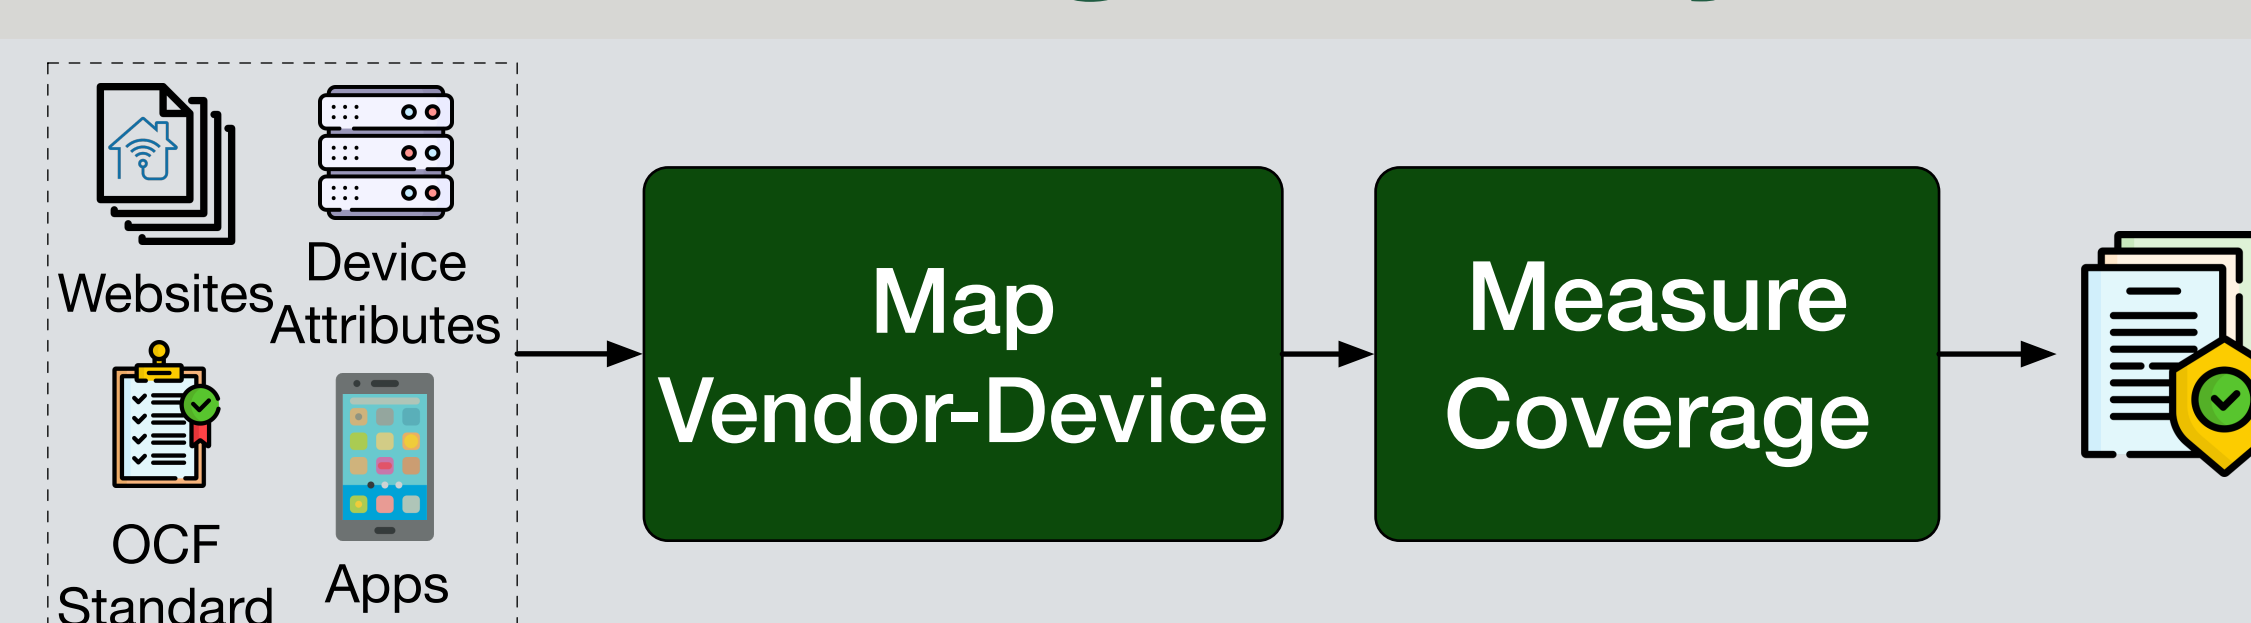 Websites
Device
Attributes
OCF
Standard
Apps
Map
Vendor-Device
Measure
Coverage